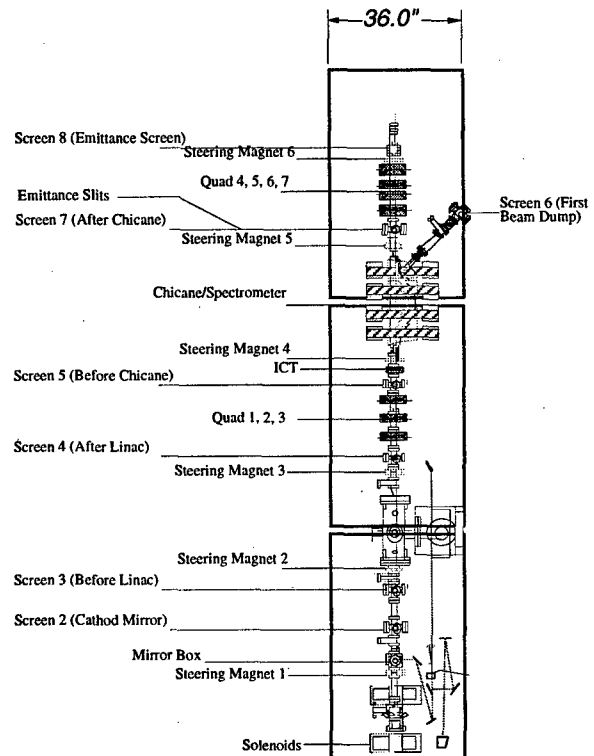 36.0"
Screen 8 (Emittance Screen)
Steering Magnet 6
Quad 4, 5, 6, 7
Emittance Slits
Screen 6 (First
Beam Dump)
Screen 7 (After Chicane)
Steering Magnet 5
Chicane/Spectrometer
Steering Magnet 4
ICT
Screen 5 (Before Chicane)
Quad 1, 2, 3
Screen 4 (After Linac)
Steering Magnet 3
Steering Magnet 2
Screen 3 (Before Linac)
Screen 2 (Cathod Mirror)
Mirror Box
Steering Magnet 1
Solenoids